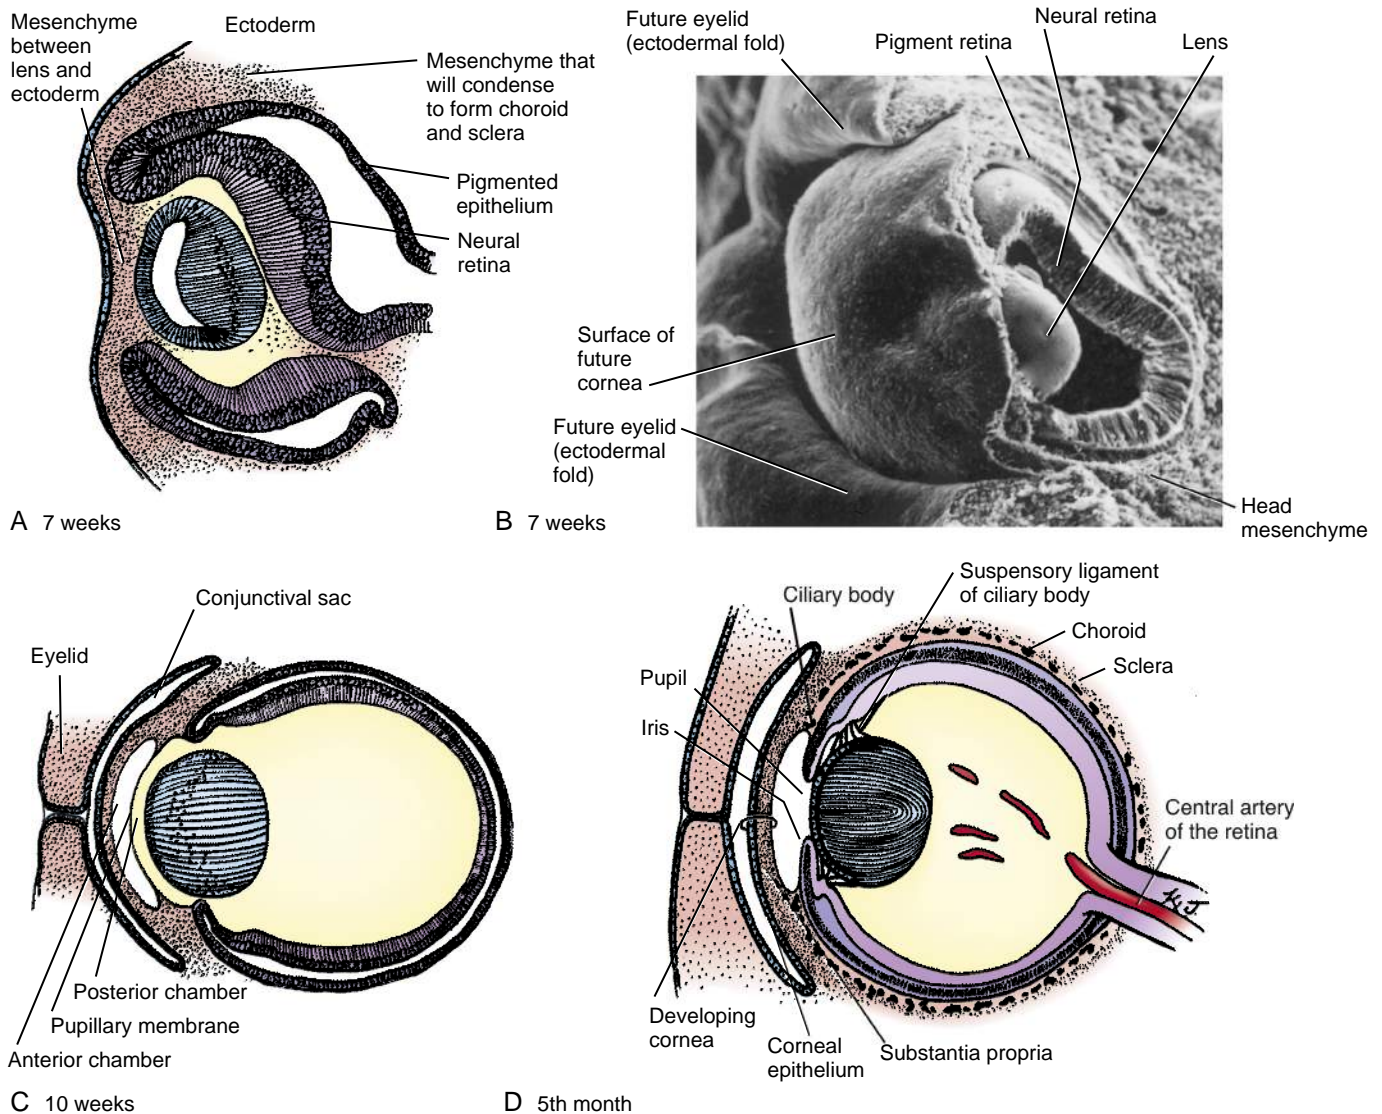 Mesenchyme
between
lens and
ectoderm
Ectoderm
Mesenchyme that
will condense
to form choroid
and sclera
Pigmented
epithelium
Neural
retina
A 7 weeks
Future eyelid
(ectodermal fold)
Pigment retina
Neural retina
Lens
Surface of
future
cornea
Future eyelid
(ectodermal
fold)
Head
mesenchyme
B 7 weeks
Conjunctival sac
Eyelid
Posterior chamber
Pupillary membrane
Anterior chamber
C 10 weeks
Ciliary body
Suspensory ligament
of ciliary body
Choroid
Sclera
Pupil
Iris
Central artery
of the retina
Developing
cornea
Corneal
epithelium
Substantia propria
D 5th month